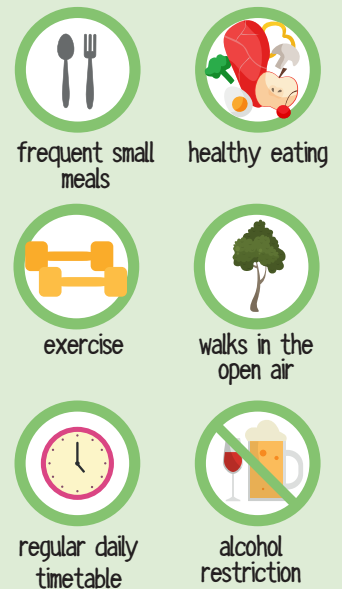 frequent small
meals
healthy eating
exercise
walks in the
open air
regular daily
timetable
alcohol
restriction